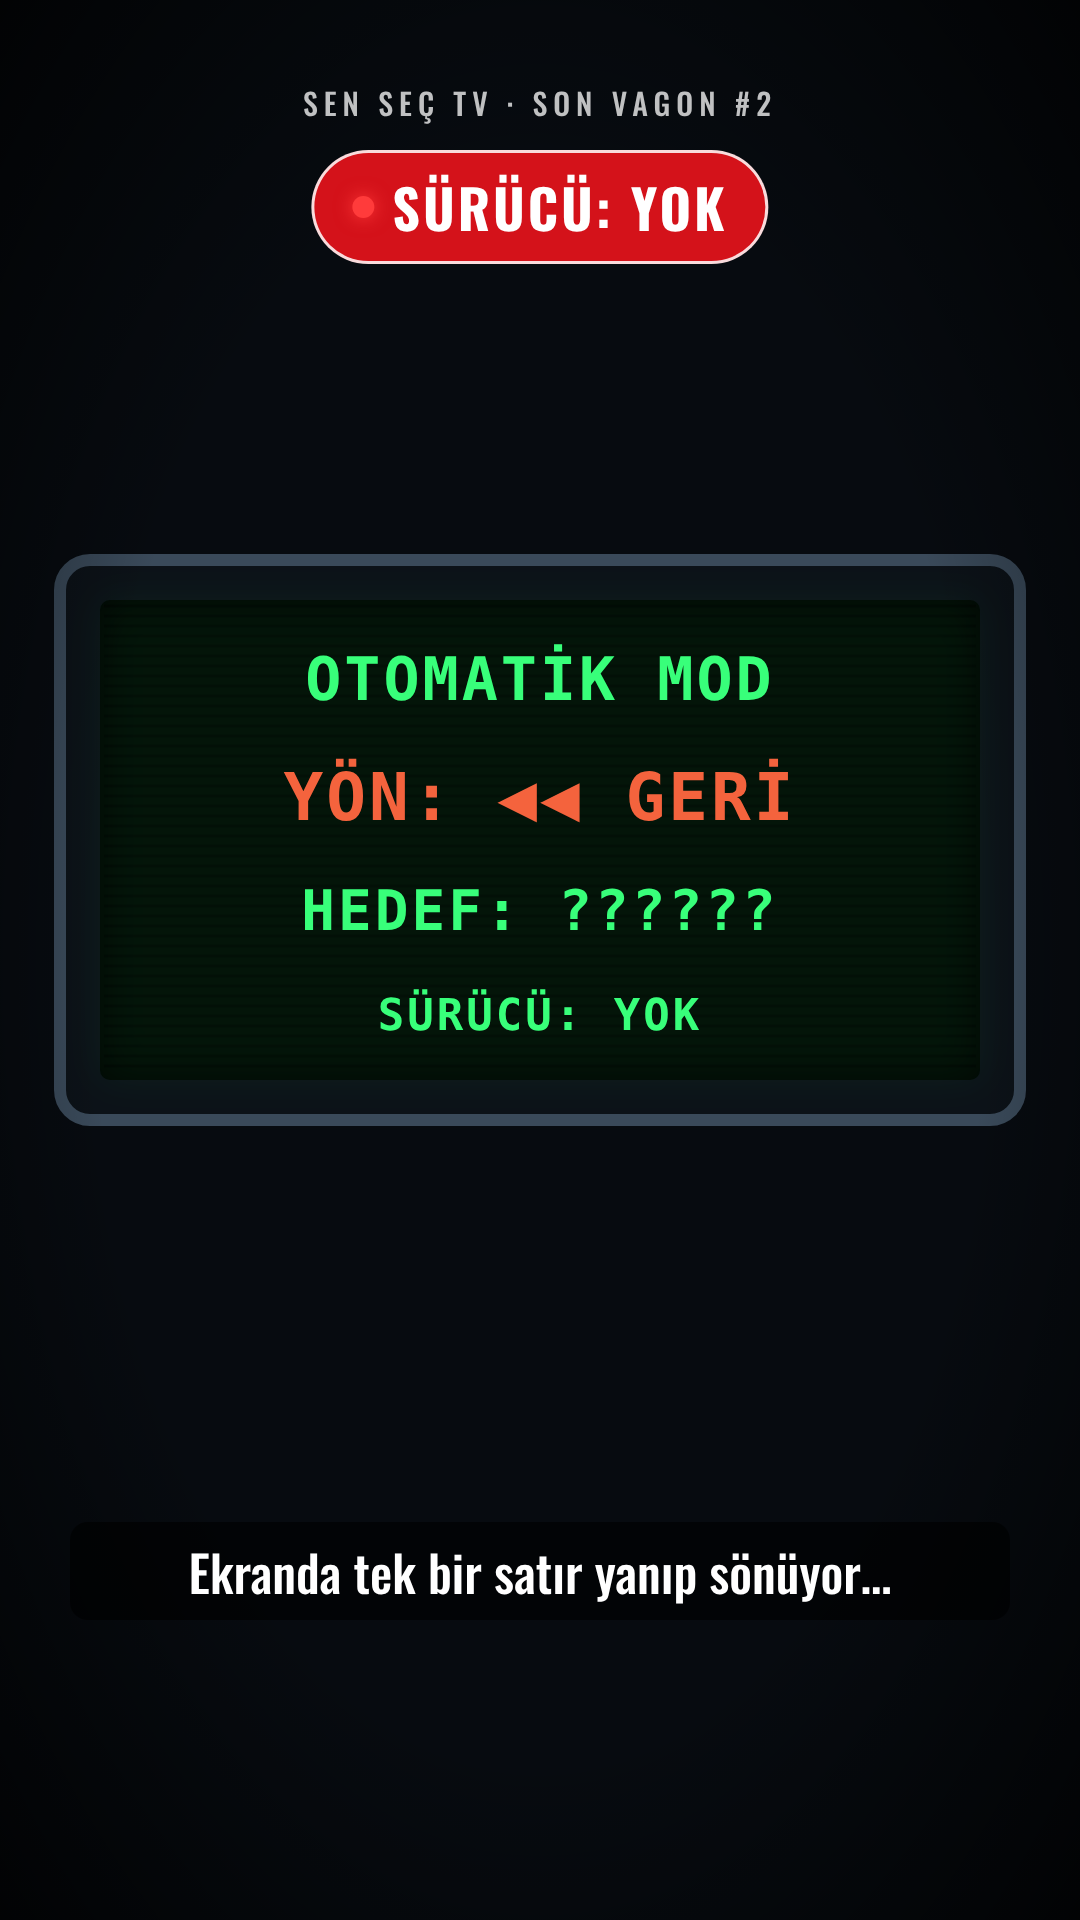 SEN SEÇ TV · SON VAGON #2
SÜRÜCÜ: YOK
OTOMATİK MOD
YÖN: ◀◀ GERİ
HEDEF: ??????
SÜRÜCÜ: YOK
Ekranda tek bir satır yanıp sönüyor...